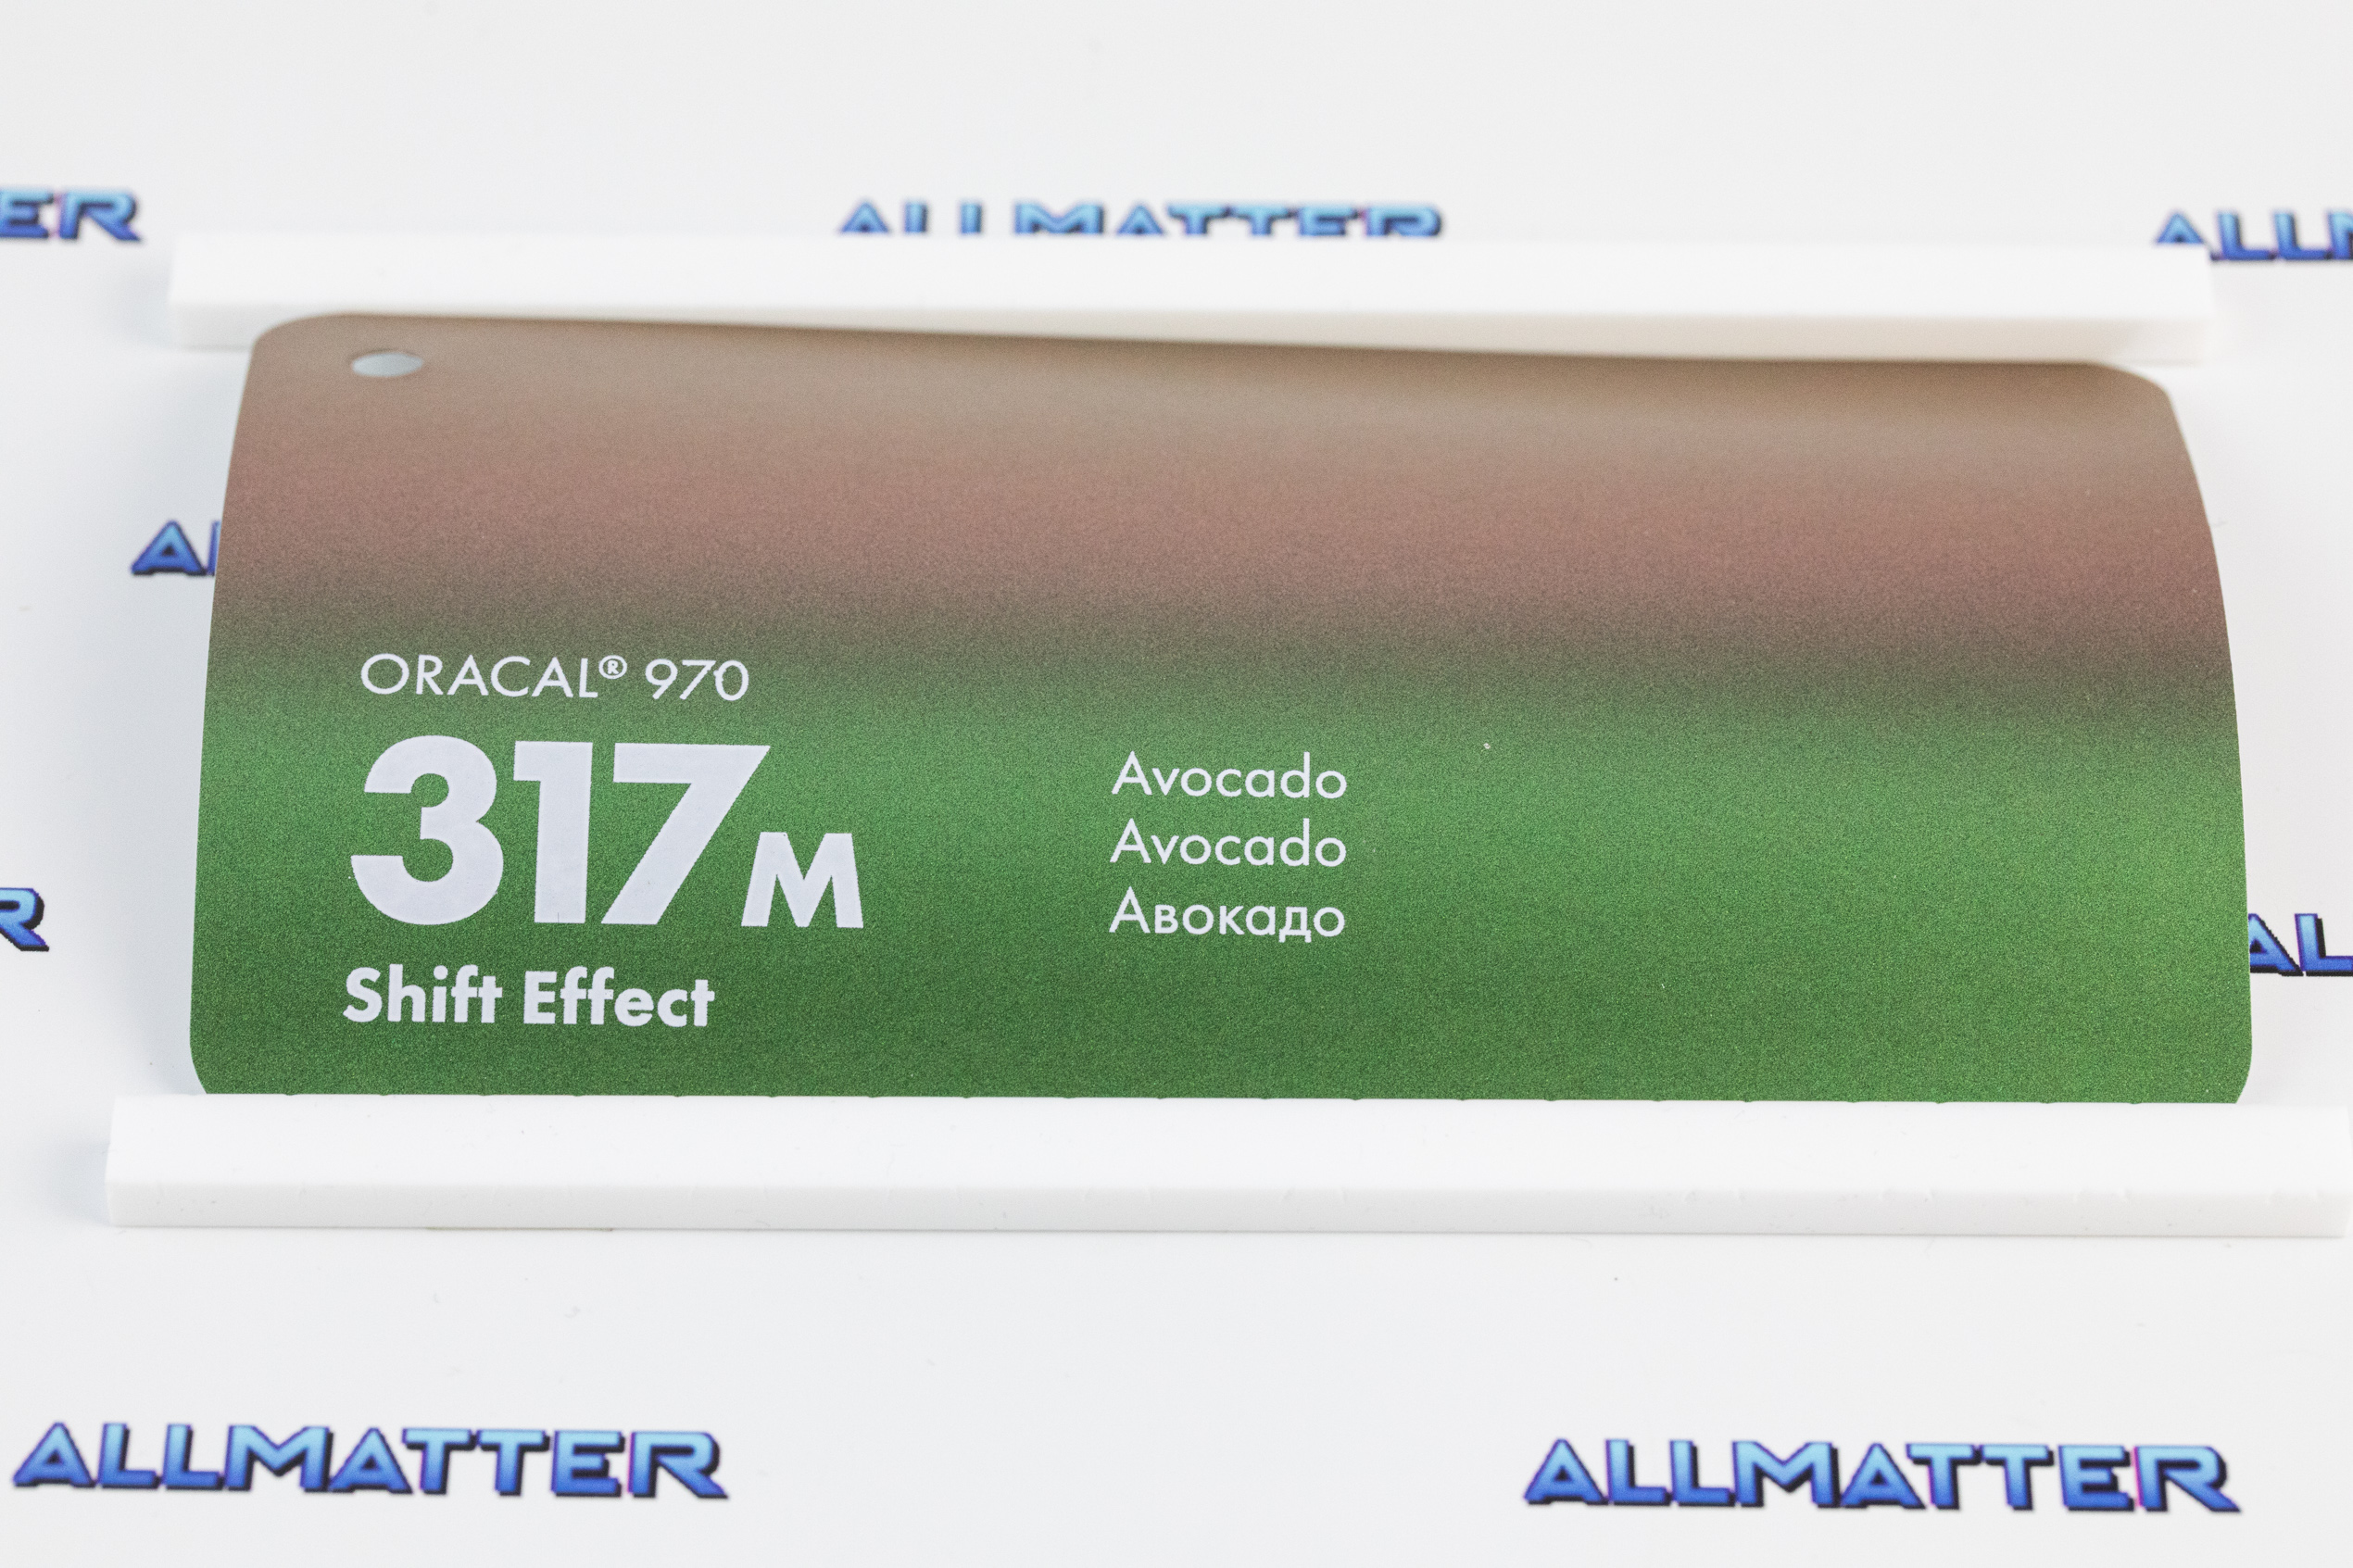 ALLMATTER
ORACAL® 970
317M
Shift Effect
Avocado
Avocado
Авокадо
ALLMATTER
ALLMATTER